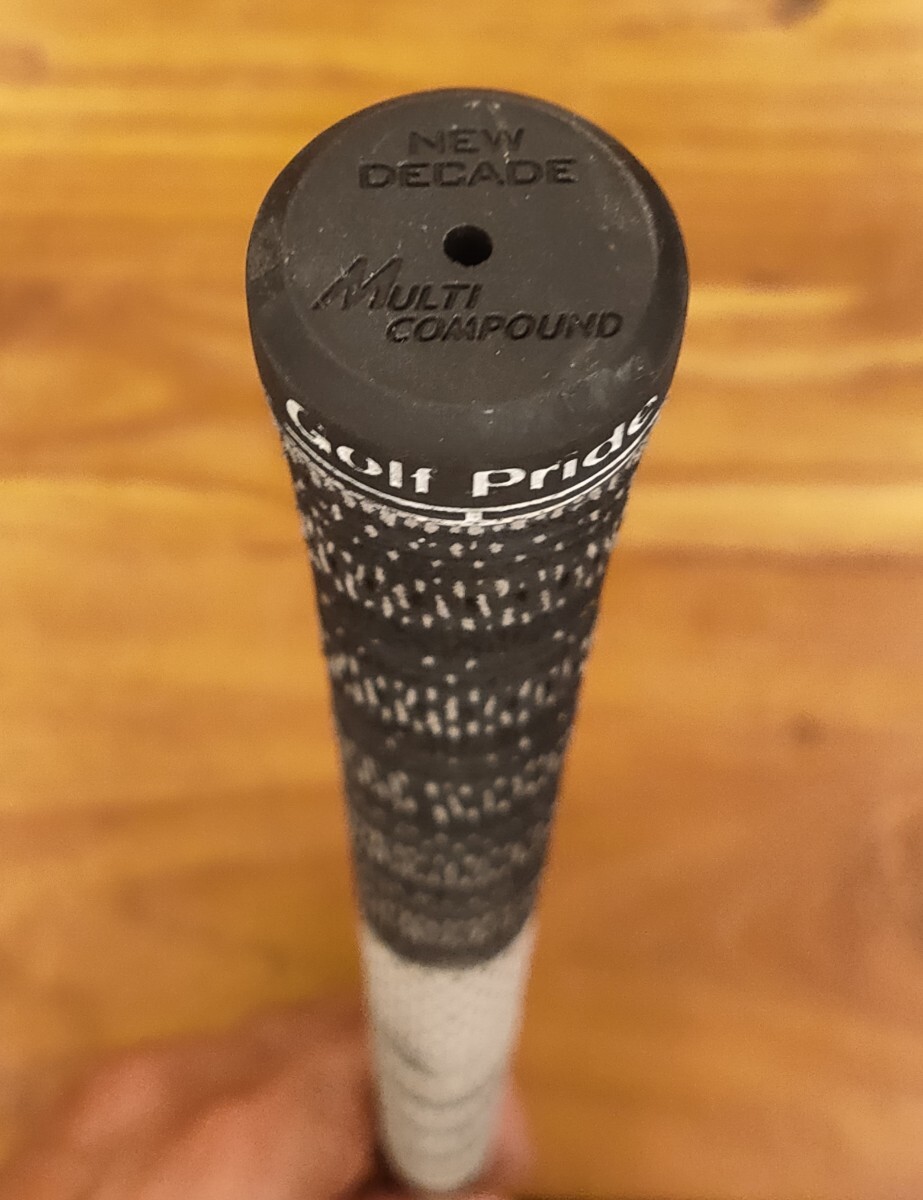 NEW
DECADE
MULTI
COMPOUND
Golf Pride